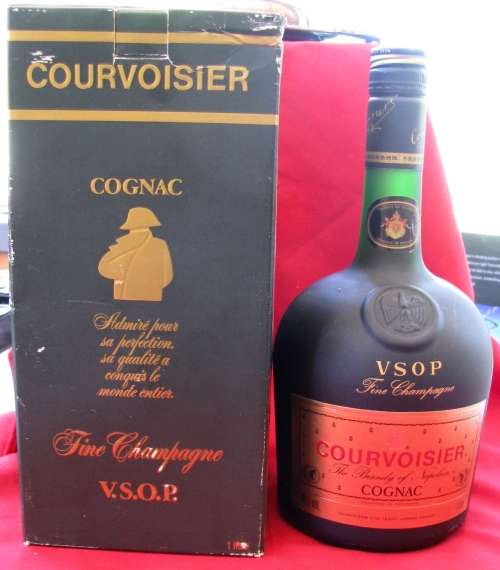 COURVOISIER
COGNAC
Admiré pour
sa perfection,
sa qualité a
conquis le
monde entier.
Fine Champagne
V.S.O.P.
VSOP
Fine Champagne
COURVOISIER
The Brandy of Napoleon
COGNAC